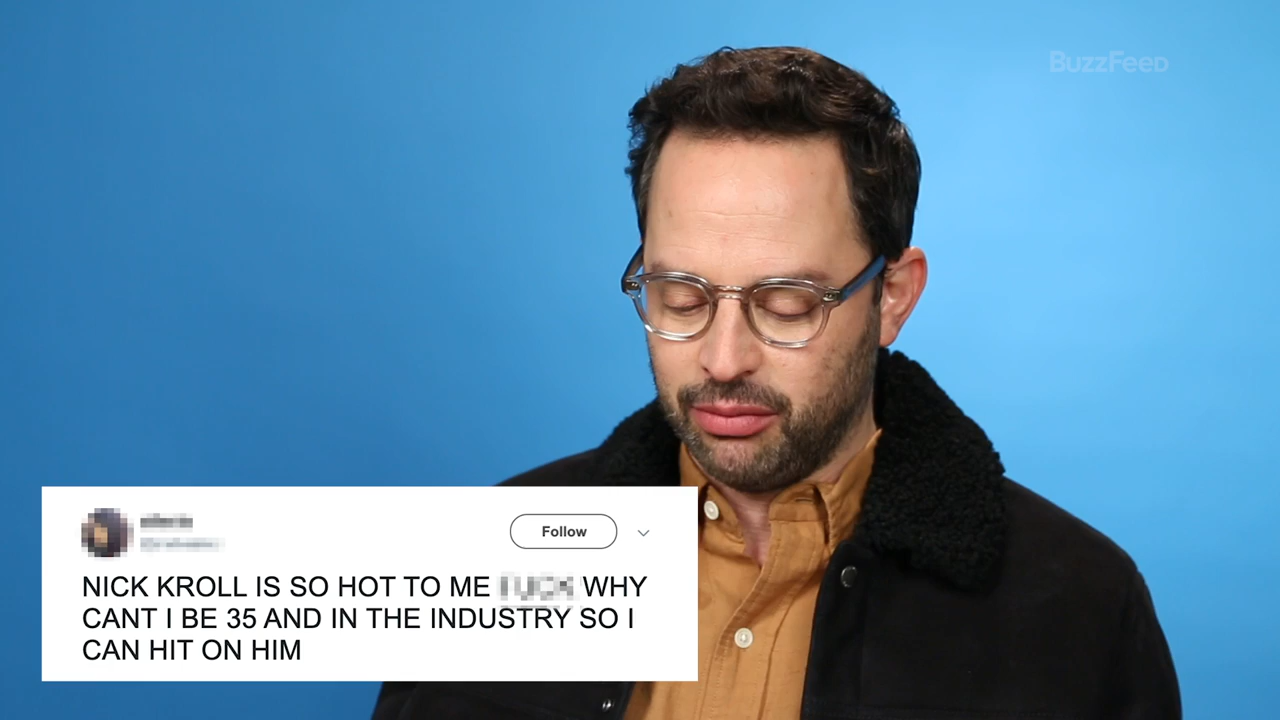 BuzzFeed
Follow
NICK KROLL IS SO HOT TO ME FUCK WHY
CANT I BE 35 AND IN THE INDUSTRY SO I
CAN HIT ON HIM